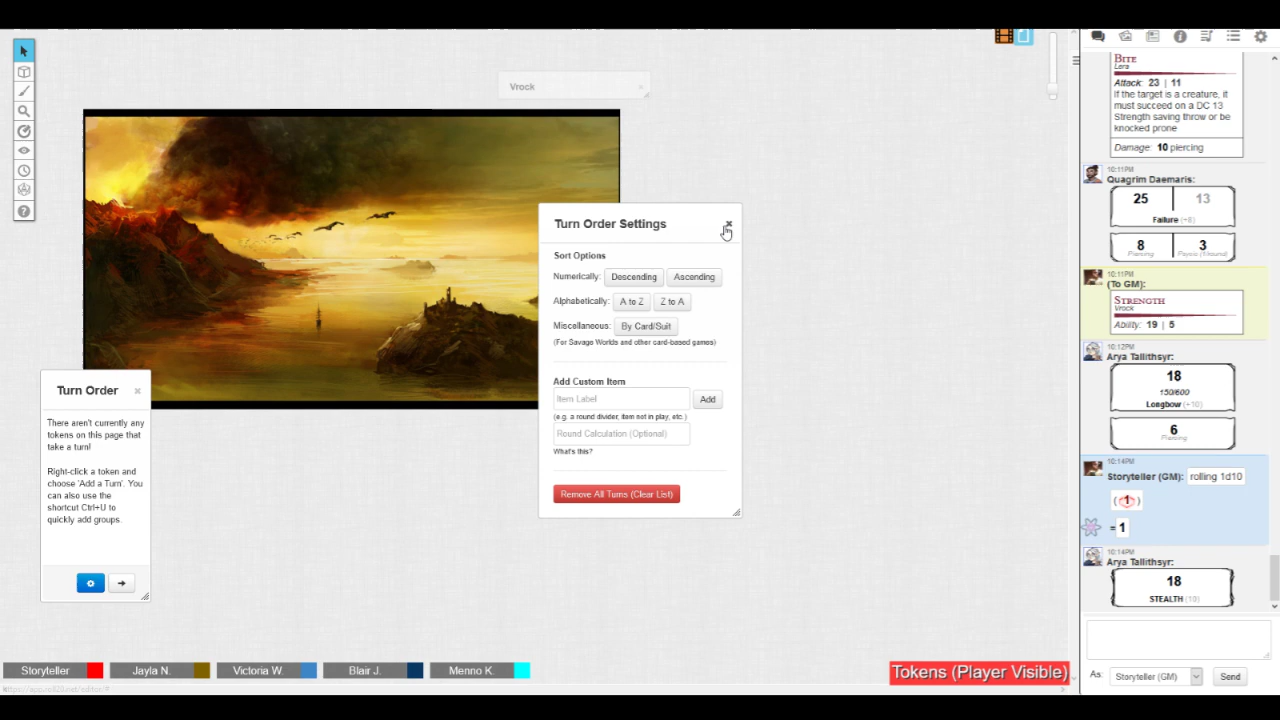 Vrock
×
Turn Order Settings
Sort Options
Numerically: Descending Ascending
Alphabetically: A to Z Z to A
Miscellaneous: By Card/Suit
(For Savage Worlds and other card-based games)
Add Custom Item
Item Label Add
(e.g. a round divider, item not in play, etc.)
Round Calculation (Optional)
What's this?
Remove All Turns (Clear List)
Turn Order ×
There aren't currently any
tokens on this page that
take a turn!
Right-click a token and
choose 'Add a Turn'. You
can also use the
shortcut Ctrl+U to
quickly add groups.
Storyteller
Jayla N.
Victoria W.
Blair J.
Menno K.
Tokens (Player Visible)
BITE
Lera
Attack: 23 | 11
If the target is a creature, it
must succeed on a DC 13
Strength saving throw or be
knocked prone
Damage: 10 piercing
10:11PM
Quagrim Daemaris:
25 13
Failure (+8)
8 3
Piercing
10:11PM
(To GM):
STRENGTH
Vrock
Ability: 19 | 5
10:12PM
Arya Tallithsyr:
18
150/600
Longbow (+10)
6
Piercing
10:14PM
Storyteller (GM): rolling 1d10
(1)
=1
10:14PM
Arya Tallithsyr:
18
STEALTH (10)
As: Storyteller (GM) Send